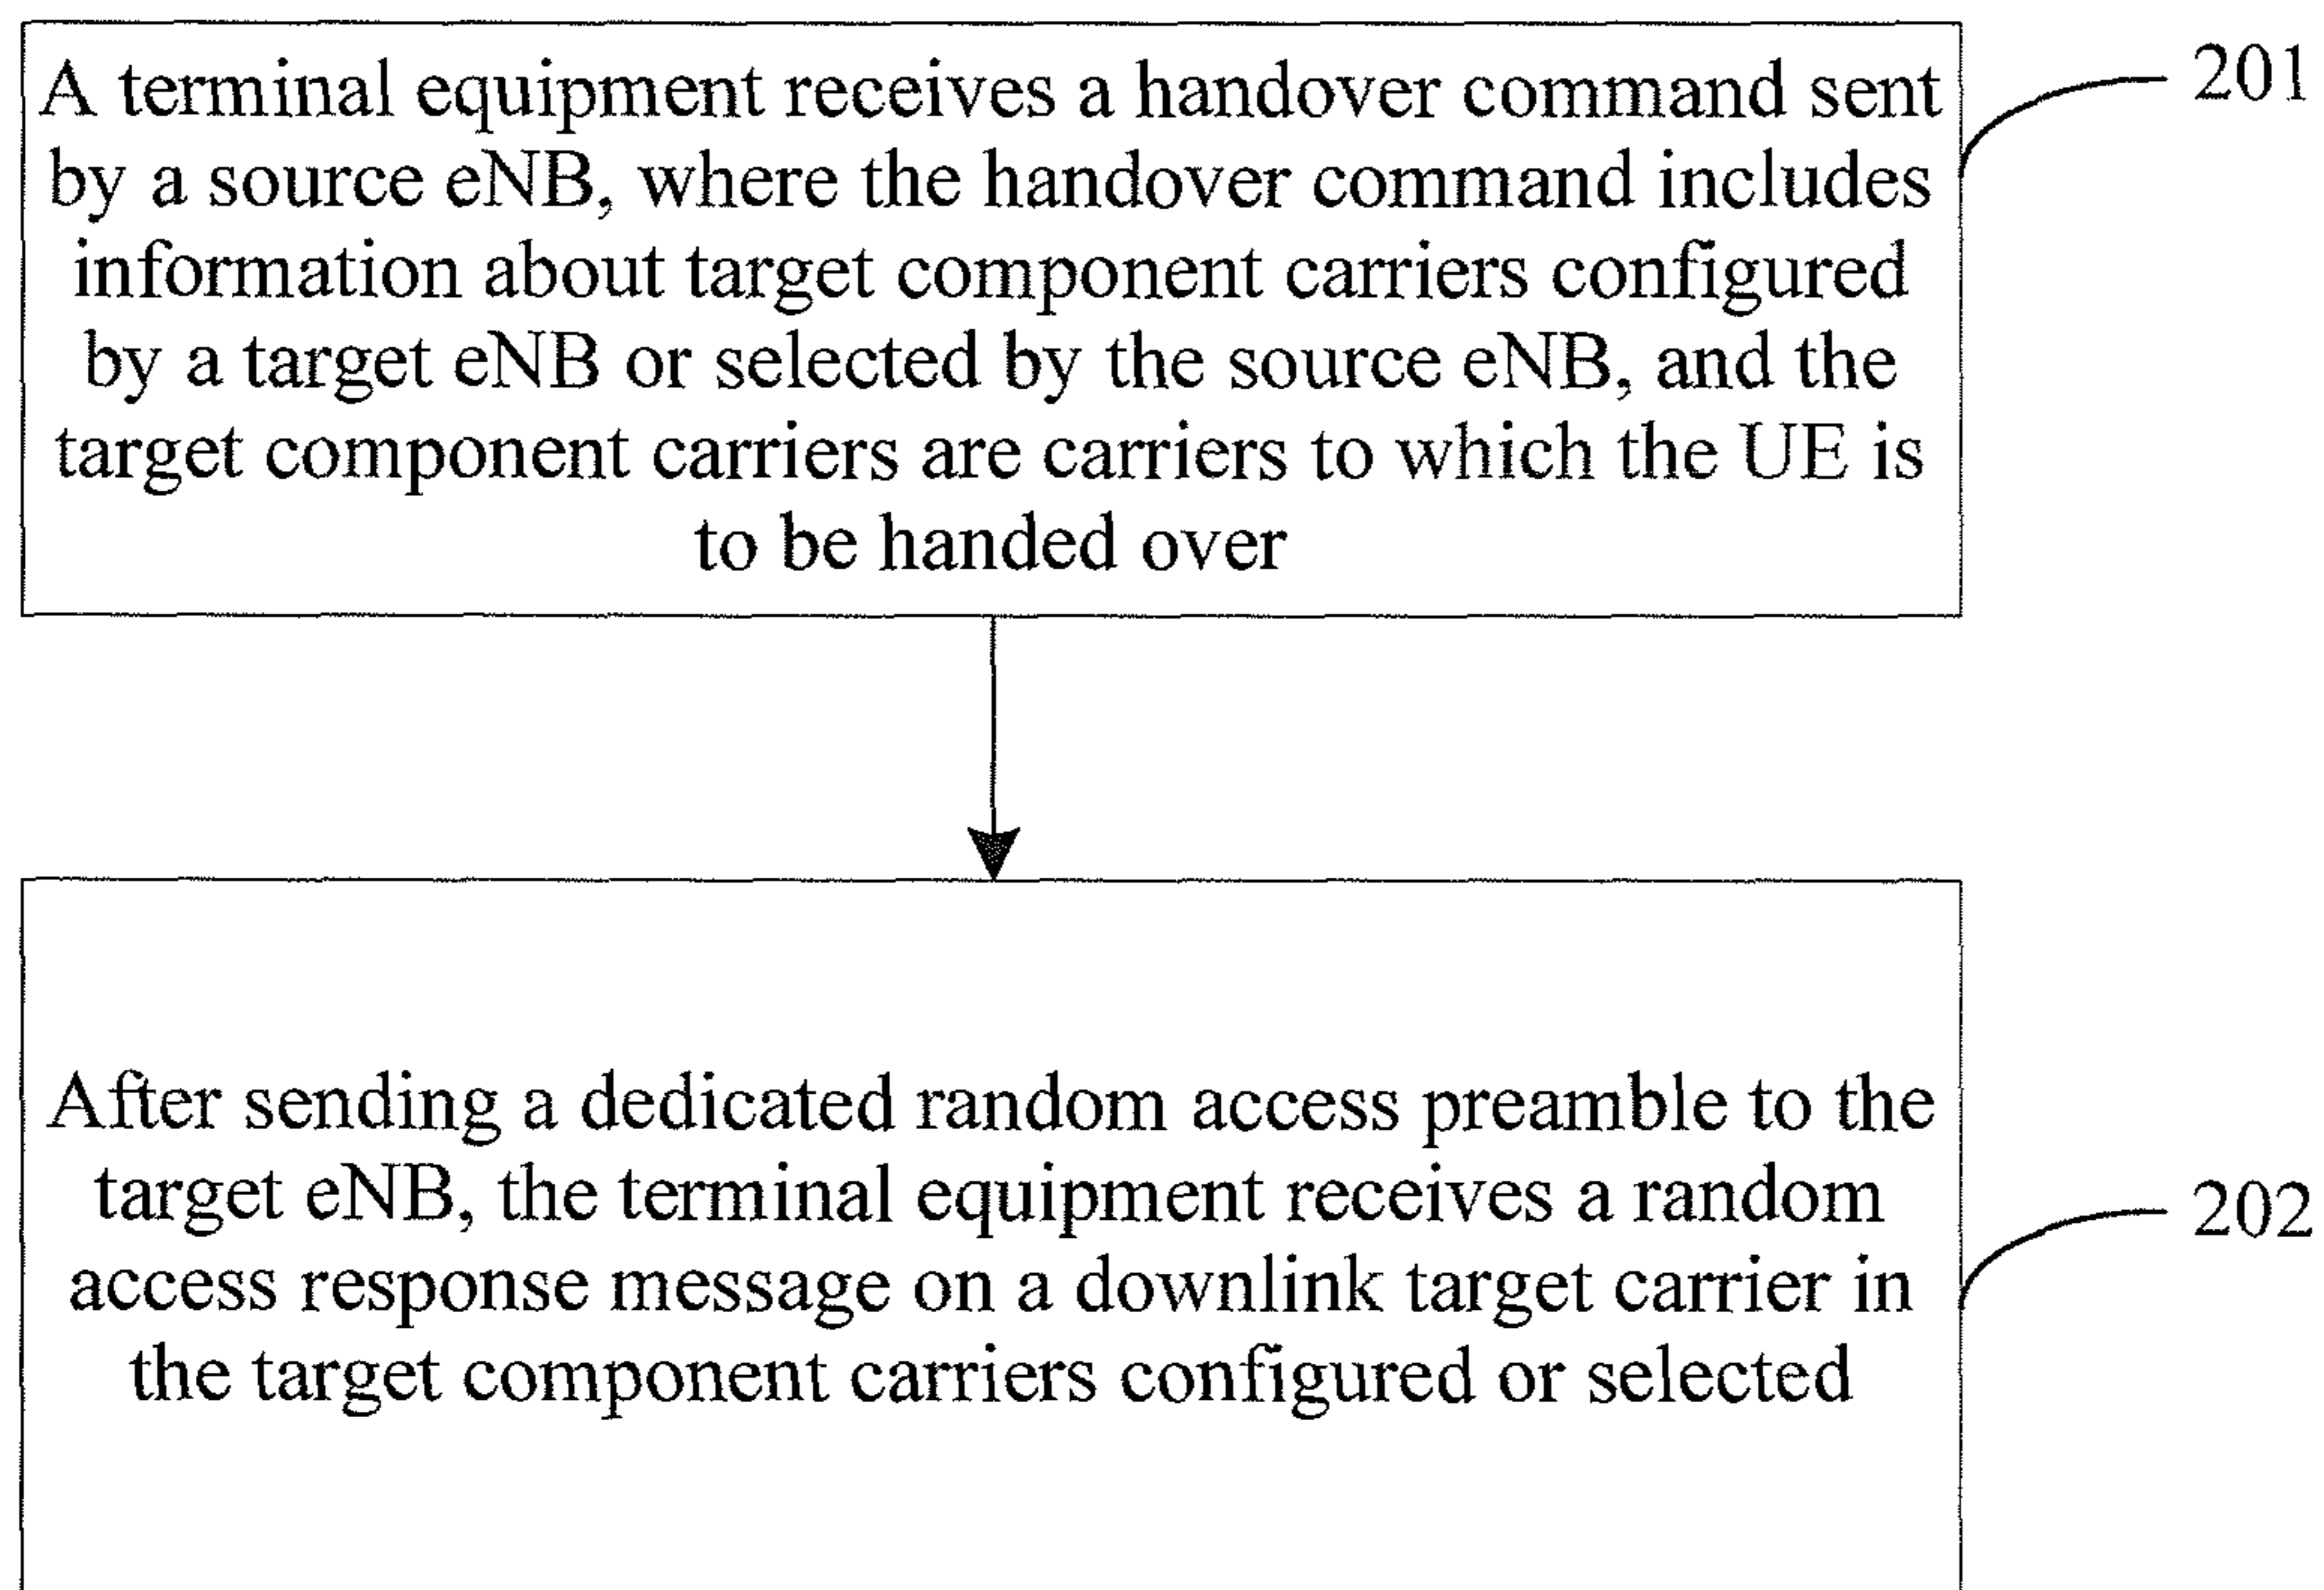 A terminal equipment receives a handover command sent
by a source eNB, where the handover command includes
information about target component carriers configured
by a target eNB or selected by the source eNB, and the
target component carriers are carriers to which the UE is
to be handed over
201
After sending a dedicated random access preamble to the
target eNB, the terminal equipment receives a random
access response message on a downlink target carrier in
the target component carriers configured or selected
202